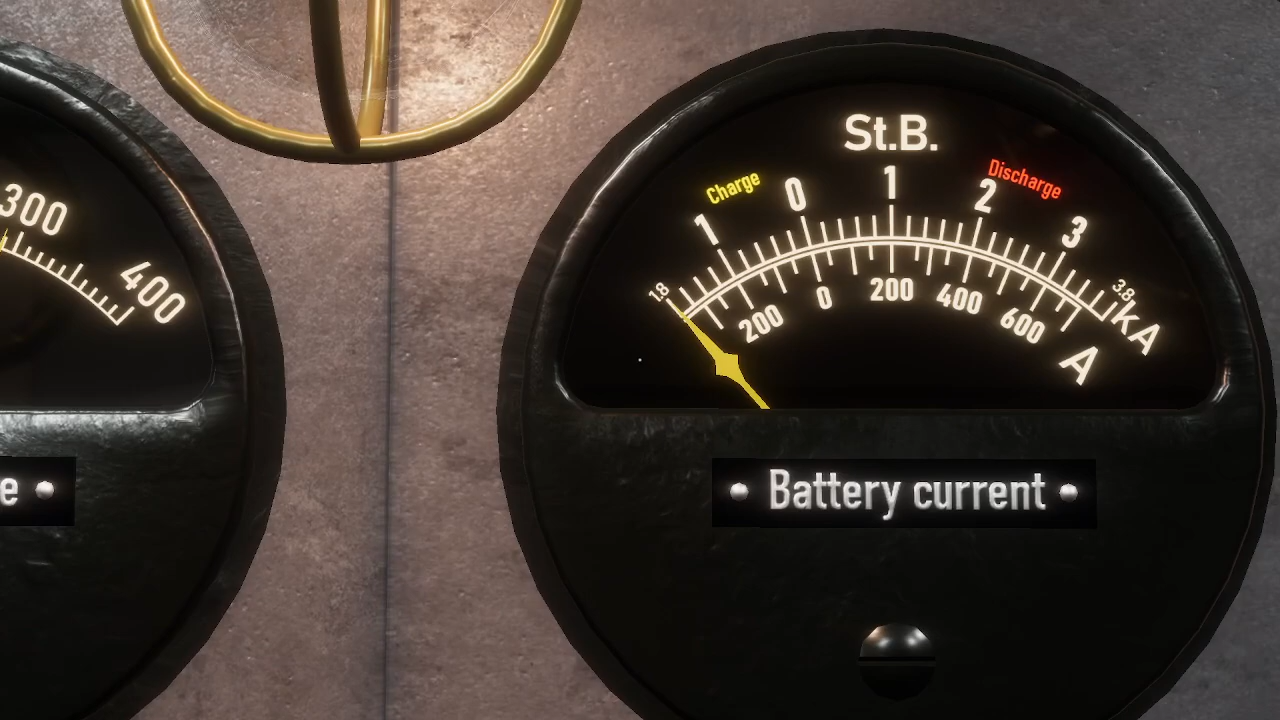 300
400
e
St.B.
Charge
Discharge
1 0 1 2 3
1.8
3.8
kA
200 0 200 400 600
A
Battery current